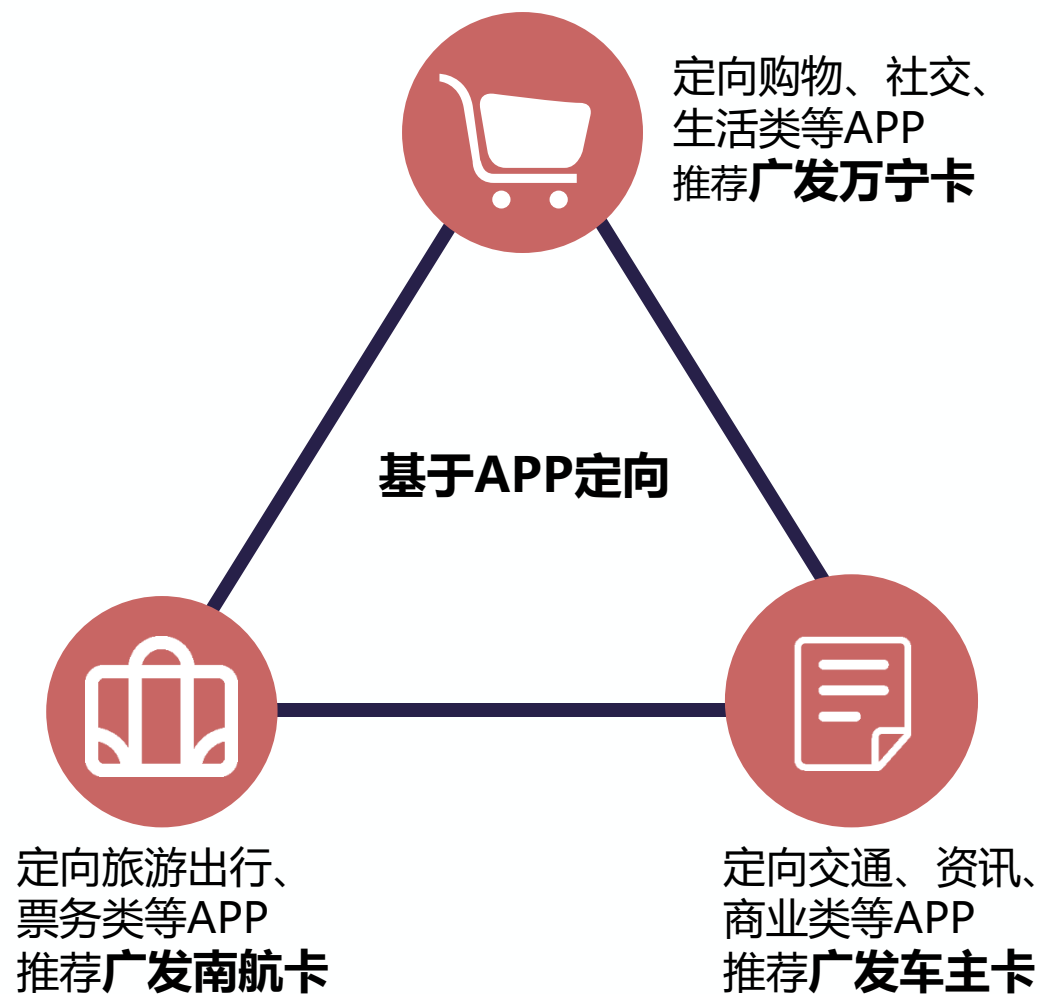 定向购物、社交、
生活类等APP
推荐广发万宁卡
基于APP定向
定向旅游出行、
票务类等APP
推荐广发南航卡
定向交通、资讯、
商业类等APP
推荐广发车主卡